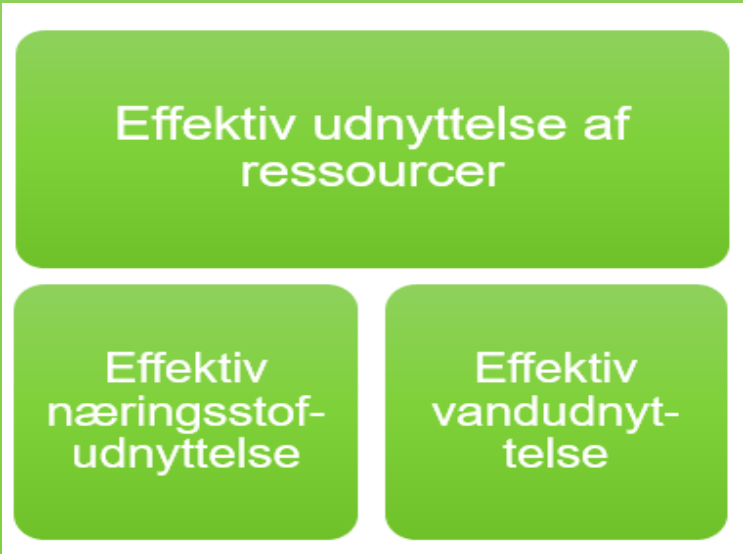 Effektiv udnyttelse af
ressourcer
Effektiv
næringsstof-
udnyttelse
Effektiv
vandudnyt-
telse